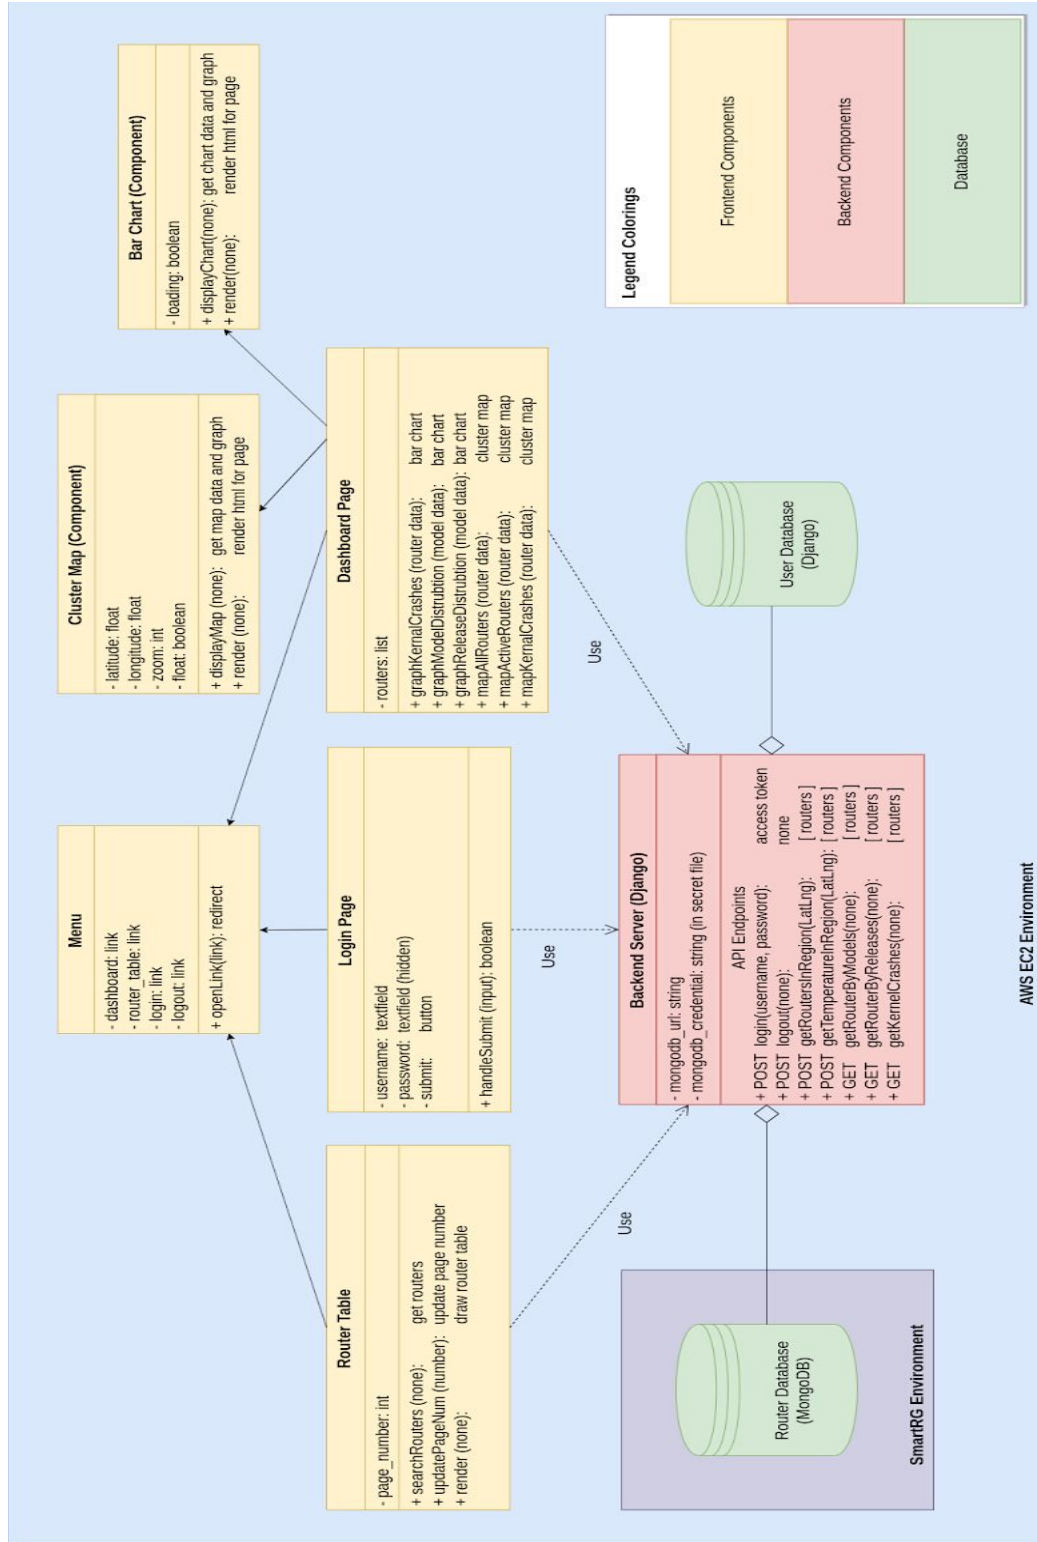 Menu
- dashboard: link
- router_table: link
- login: link
- logout: link
+ openLink(link): redirect
Cluster Map (Component)
- latitude: float
- longitude: float
- zoom: int
- float: boolean
+ displayMap (none): get map data and graph
+ render (none): render html for page
Bar Chart (Component)
- loading: boolean
+ displayChart(none): get chart data and graph
+ render(none): render html for page
Router Table
- page_number: int
+ searchRouters (none): get routers
+ updatePageNum (number): update page number
+ render (none): draw router table
Login Page
- username: textfield
- password: textfield (hidden)
- submit: button
+ handleSubmit (input): boolean
Dashboard Page
- routers: list
+ graphKernalCrashes (router data): bar chart
+ graphModelDistrubtion (model data): bar chart
+ graphReleaseDistrubtion (model data): bar chart
+ mapAllRouters (router data): cluster map
+ mapActiveRouters (router data): cluster map
+ mapKernalCrashes (router data): cluster map
Use
Use
Use
Backend Server (Django)
- mongodb_url: string
- mongodb_credential: string (in secret file)
API Endpoints
+ POST login(username, password): access token
+ POST logout(none): none
+ POST getRoutersInRegion(LatLng): [ routers ]
+ POST getTemperatureInRegion(LatLng): [ routers ]
+ GET getRouterByModels(none): [ routers ]
+ GET getRouterByReleases(none): [ routers ]
+ GET getKernelCrashes(none): [ routers ]
Router Database
(MongoDB)
SmartRG Environment
User Database
(Django)
Legend Colorings
Frontend Components
Backend Components
Database
AWS EC2 Environment